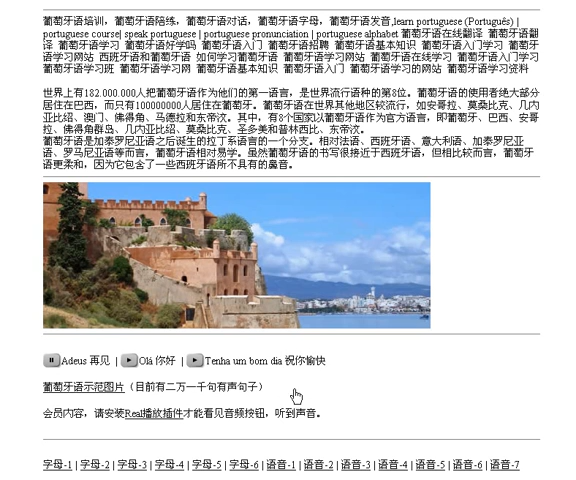 葡萄牙语培训，葡萄牙语陪练，葡萄牙语对话，葡萄牙语字母，葡萄牙语发音,learn portuguese (Português) |
portuguese course| speak portuguese | portuguese pronunciation | portuguese alphabet 葡萄牙语在线翻译 葡萄牙语翻
译 葡萄牙语学习 葡萄牙语好学吗 葡萄牙语入门 葡萄牙语招聘 葡萄牙语基本知识 葡萄牙语入门学习 葡萄牙
语学习网站 西班牙语和葡萄牙语 如何学习葡萄牙语 葡萄牙语学习网站 葡萄牙语在线学习 葡萄牙语入门学习
葡萄牙语学习班 葡萄牙语学习网 葡萄牙语基本知识 葡萄牙语入门 葡萄牙语学习的网站 葡萄牙语学习资料
世界上有182.000.000人把葡萄牙语作为他们的第一语言，是世界流行语种的第8位。葡萄牙语的使用者绝大部分
居住在巴西，而只有100000000人居住在葡萄牙。葡萄牙语在世界其他地区较流行，如安哥拉、莫桑比克、几内
亚比绍、澳门、佛得角、马德拉和东帝汶。其中，有8个国家以葡萄牙语作为官方语言，即葡萄牙、巴西、安哥
拉、佛得角群岛、几内亚比绍、莫桑比克、圣多美和普林西比、东帝汶。
葡萄牙语是加泰罗尼亚语之后诞生的拉丁系语言的一个分支。相对法语、西班牙语、意大利语、加泰罗尼亚
语、罗马尼亚语等而言，葡萄牙语相对易学。虽然葡萄牙语的书写很接近于西班牙语，但相比较而言，葡萄牙
语更柔和，因为它包含了一些西班牙语所不具有的鼻音。
Adeus 再见 | Olá 你好 | Tenha um bom dia 祝你愉快
葡萄牙语示范图片（目前有二万一千句有声句子）
会员内容，请安装Real播放插件才能看见音频按钮，听到声音。
字母-1 | 字母-2 | 字母-3 | 字母-4 | 字母-5 | 字母-6 | 语音-1 | 语音-2 | 语音-3 | 语音-4 | 语音-5 | 语音-6 | 语音-7